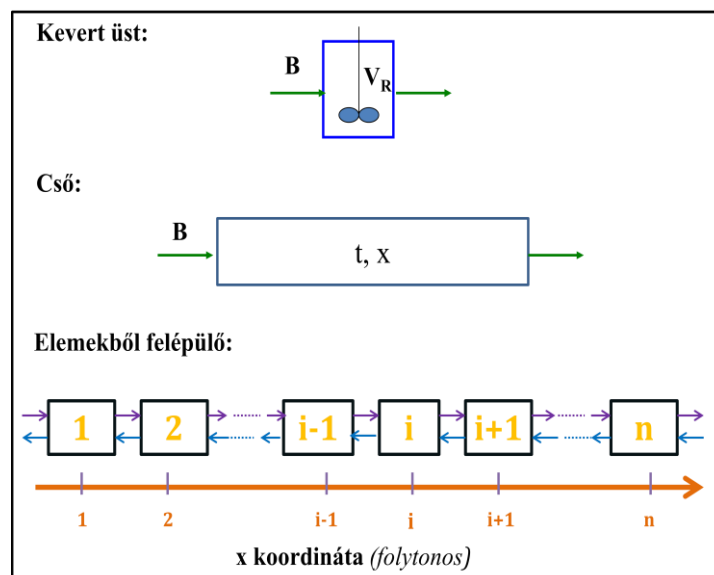 Kevert üst:
B
V_R
Cső:
B
t, x
Elemekből felépülő:
1 2 i-1 i i+1 n
1 2 i-1 i i+1 n
x koordináta (folytonos)